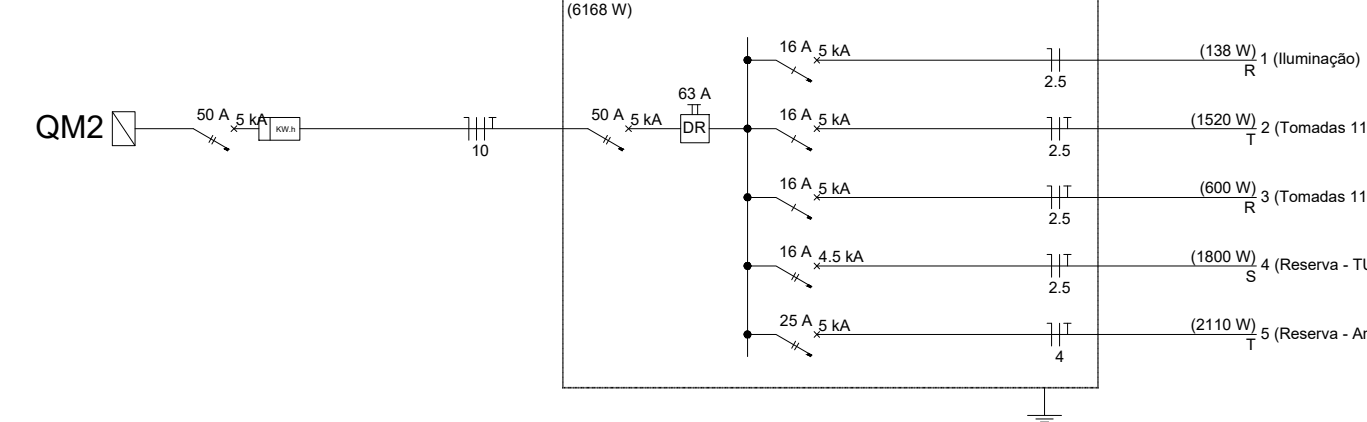 (6168 W)
16 A 5 kA 2.5 (138 W) R 1 (Iluminação)
QM2 50 A 5 kA KW.h 10 50 A 5 kA 63 A DR 16 A 5 kA 2.5 (1520 W) T 2 (Tomadas 11
16 A 5 kA 2.5 (600 W) R 3 (Tomadas 11
16 A 4.5 kA 2.5 (1800 W) S 4 (Reserva - TU
25 A 5 kA 4 (2110 W) T 5 (Reserva - Ar